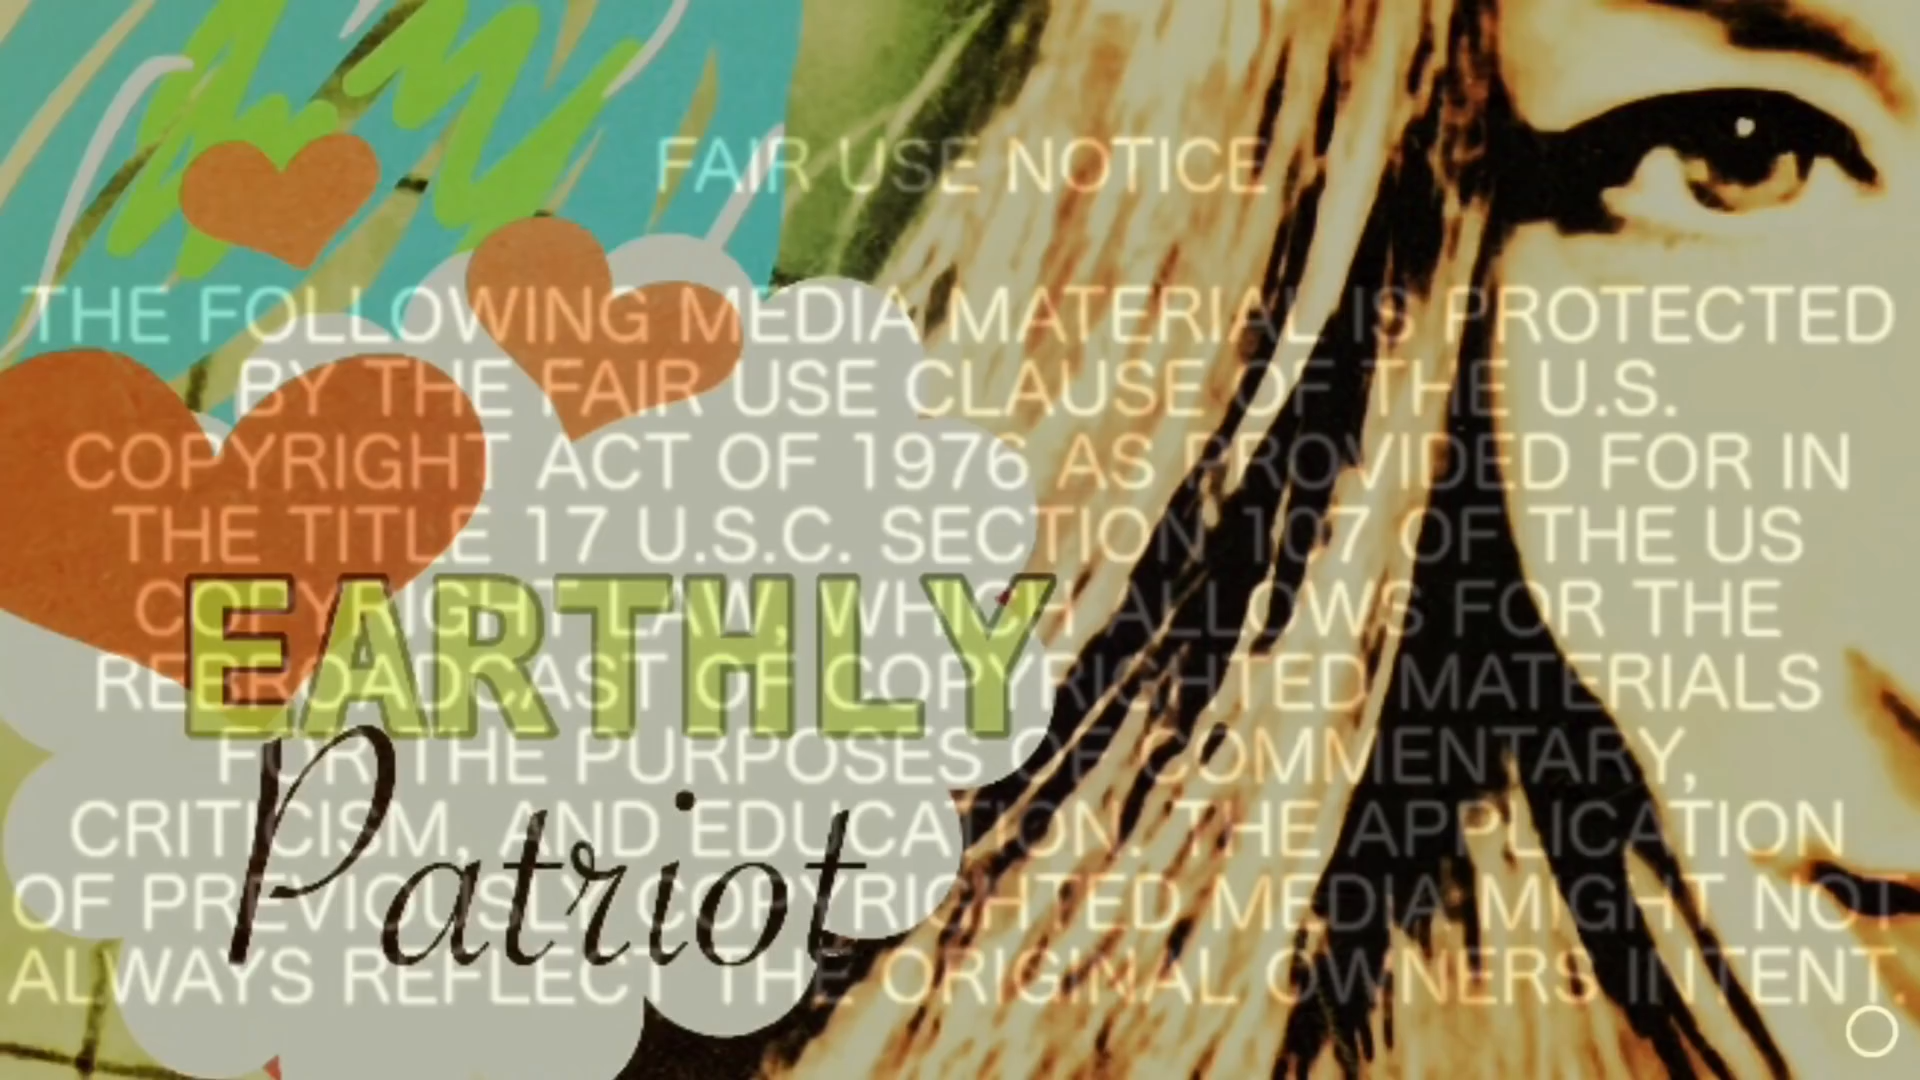 FAIR USE NOTICE
THE FOLLOWING MEDIA MATERIAL IS PROTECTED
BY THE FAIR USE CLAUSE OF THE U.S.
COPYRIGHT ACT OF 1976 AS PROVIDED FOR IN
THE TITLE 17 U.S.C. SECTION 107 OF THE US
COPYRIGHT LAW, WHICH ALLOWS FOR THE
REBROADCAST OF COPYRIGHTED MATERIALS
FOR THE PURPOSES OF COMMENTARY,
CRITICISM, AND EDUCATION. THE APPLICATION
OF PREVIOUSLY COPYRIGHTED MEDIA MIGHT NOT
ALWAYS REFLECT THE ORIGINAL OWNERS INTENT.
EARTHLY
Patriot